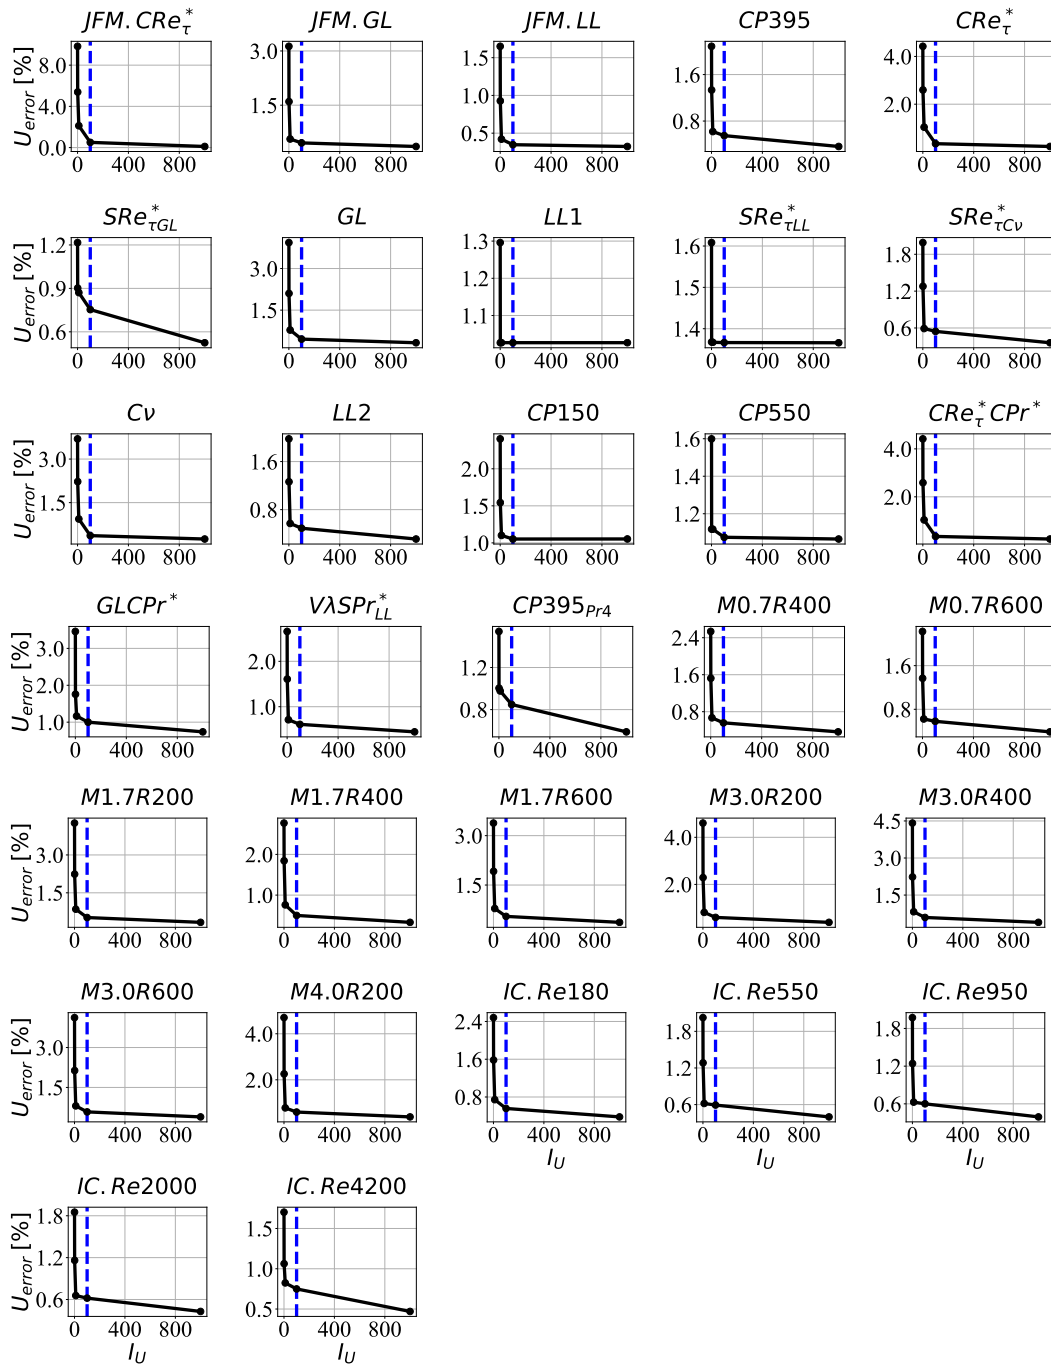 JFM.CRe*τ JFM.GL JFM.LL CP395 CRe*τ
U_error [%] 8.0 4.0 0.0 3.0 1.5 1.5 1.0 0.5 1.6 0.8 4.0 2.0
0 400 800 0 400 800 0 400 800 0 400 800 0 400 800
SRe*τGL GL LL1 SRe*τLL SRe*τCν
U_error [%] 1.2 0.9 0.6 3.0 1.5 1.3 1.2 1.1 1.6 1.5 1.4 1.8 1.2 0.6
0 400 800 0 400 800 0 400 800 0 400 800 0 400 800
Cν LL2 CP150 CP550 CRe*τCPr*
U_error [%] 3.0 1.5 1.6 0.8 2.0 1.5 1.0 1.6 1.4 1.2 4.0 2.0
0 400 800 0 400 800 0 400 800 0 400 800 0 400 800
GLCPr* VλSPr*LL CP395Pr4 M0.7R400 M0.7R600
U_error [%] 3.0 2.0 1.0 2.0 1.0 1.2 0.8 2.4 1.6 0.8 1.6 0.8
0 400 800 0 400 800 0 400 800 0 400 800 0 400 800
M1.7R200 M1.7R400 M1.7R600 M3.0R200 M3.0R400
U_error [%] 3.0 1.5 2.0 1.0 3.0 1.5 4.0 2.0 4.5 3.0 1.5
0 400 800 0 400 800 0 400 800 0 400 800 0 400 800
M3.0R600 M4.0R200 IC.Re180 IC.Re550 IC.Re950
U_error [%] 3.0 1.5 4.0 2.0 2.4 1.6 0.8 1.8 1.2 0.6 1.8 1.2 0.6
0 400 800 0 400 800 0 400 800 0 400 800 0 400 800
I_U I_U I_U
IC.Re2000 IC.Re4200
U_error [%] 1.8 1.2 0.6 1.5 1.0 0.5
0 400 800 0 400 800
I_U I_U